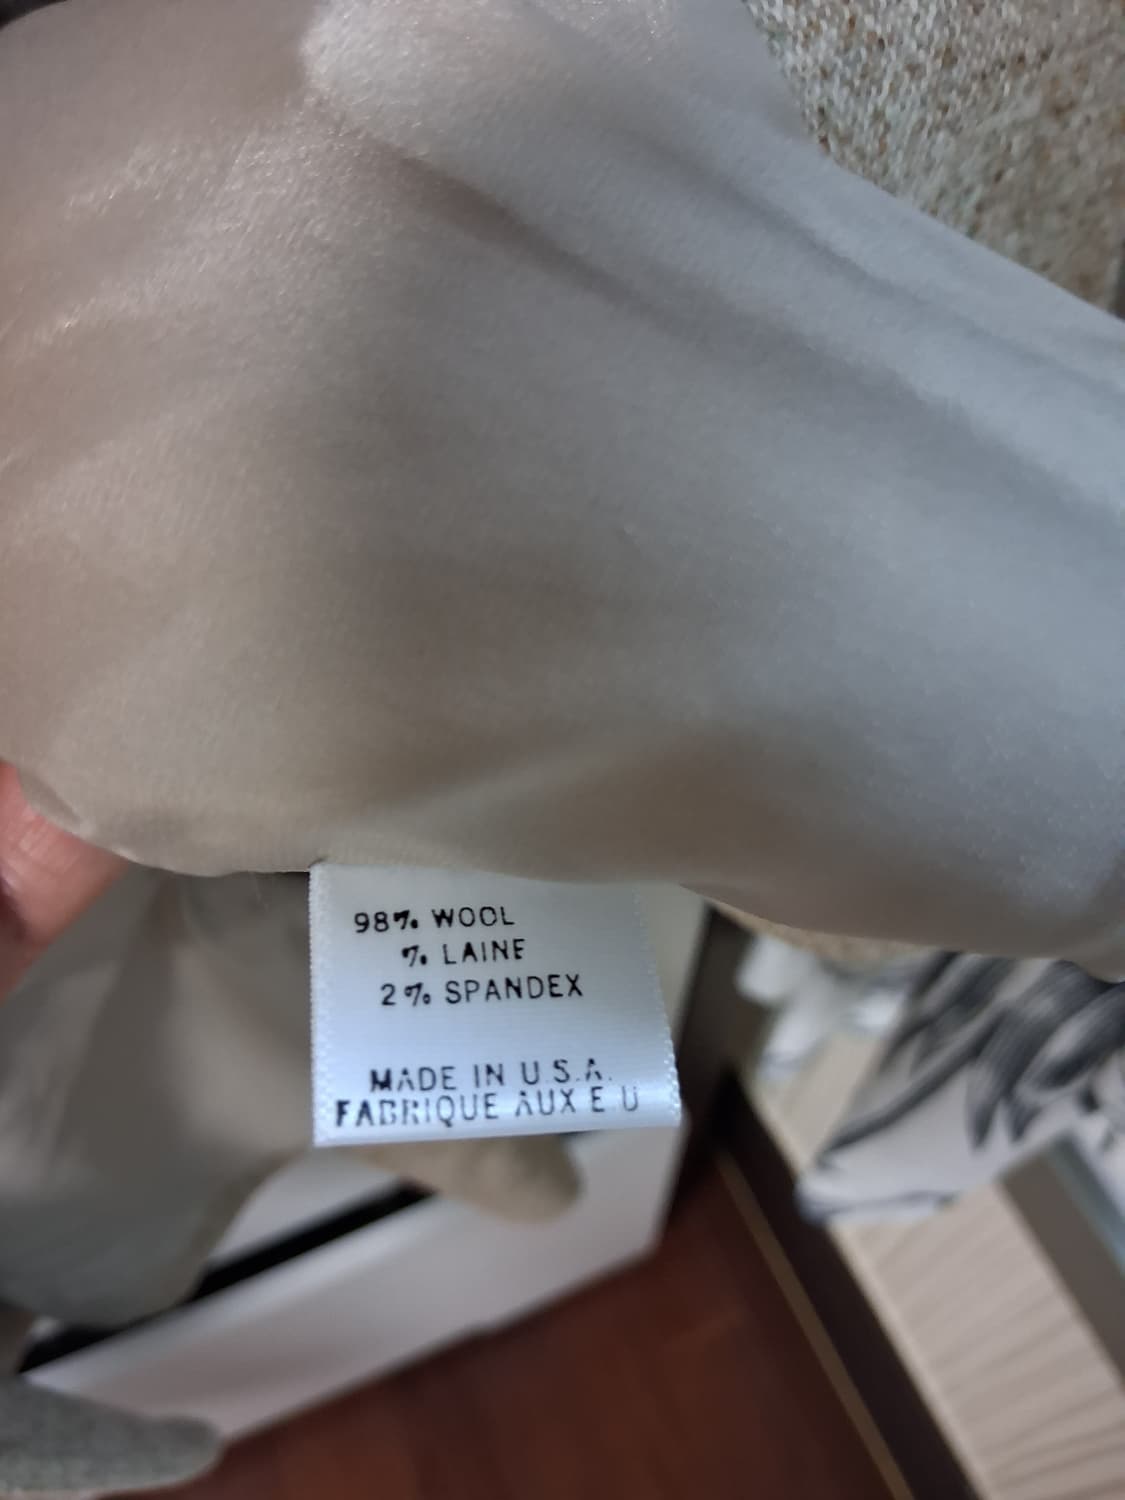 98% WOOL
% LAINE
2% SPANDEX
MADE IN U.S.A.
FABRIQUE AUX E.U